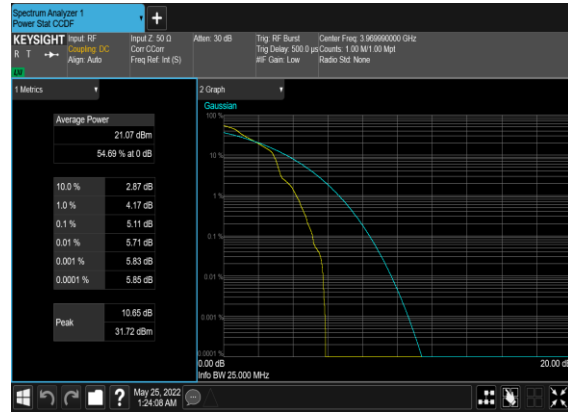 Spectrum Analyzer 1
Power Stat CCDF
KEYSIGHT
R T
LXI
Input: RF
Coupling: DC
Align: Auto
Input Z: 50 Ω
Corr CCorr
Freq Ref: Int (S)
Atten: 30 dB
Trig: RF Burst
Trig Delay: 500.0 µs
#IF Gain: Low
Center Freq: 3.969990000 GHz
Counts: 1.00 M/1.00 Mpt
Radio Std: None
1 Metrics
Average Power
21.07 dBm
54.69 % at 0 dB
10.0 % 2.87 dB
1.0 % 4.17 dB
0.1 % 5.11 dB
0.01 % 5.71 dB
0.001 % 5.83 dB
0.0001 % 5.85 dB
Peak
10.65 dB
31.72 dBm
2 Graph
Gaussian
100 %
10 %
1 %
0.1 %
0.01 %
0.001 %
0.0001 %
0.00 dB
20.00 dB
Info BW 25.000 MHz
?
May 25, 2022
1:24:08 AM